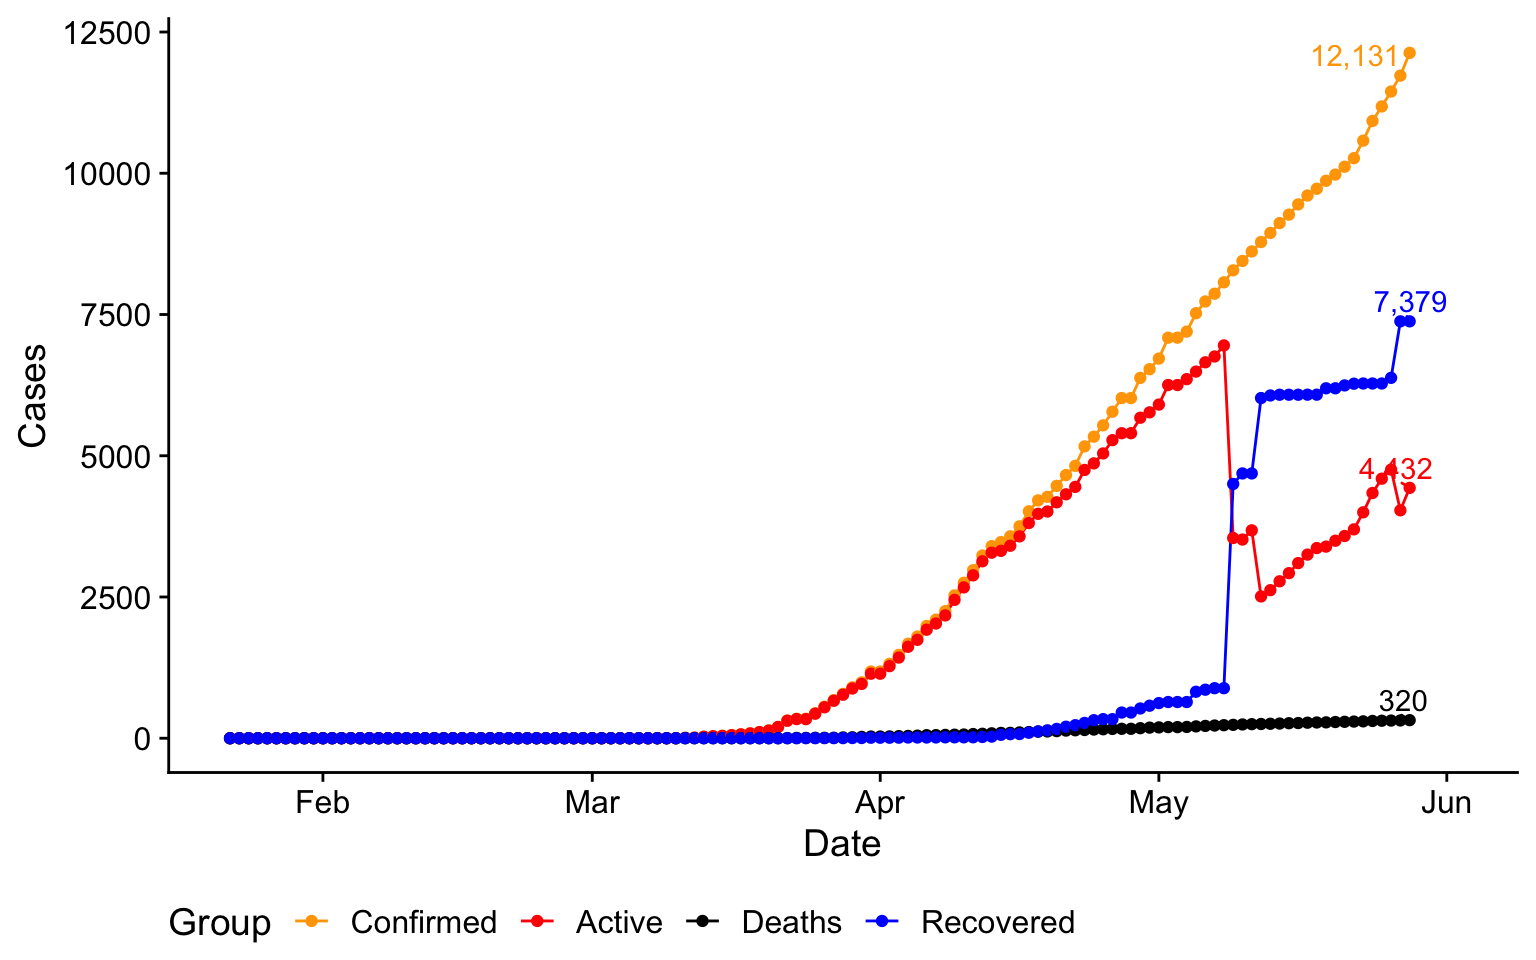 12500
10000
7500
5000
2500
0
Cases
12,131
7,379
4,432
320
Feb Mar Apr May Jun
Date
Group Confirmed Active Deaths Recovered